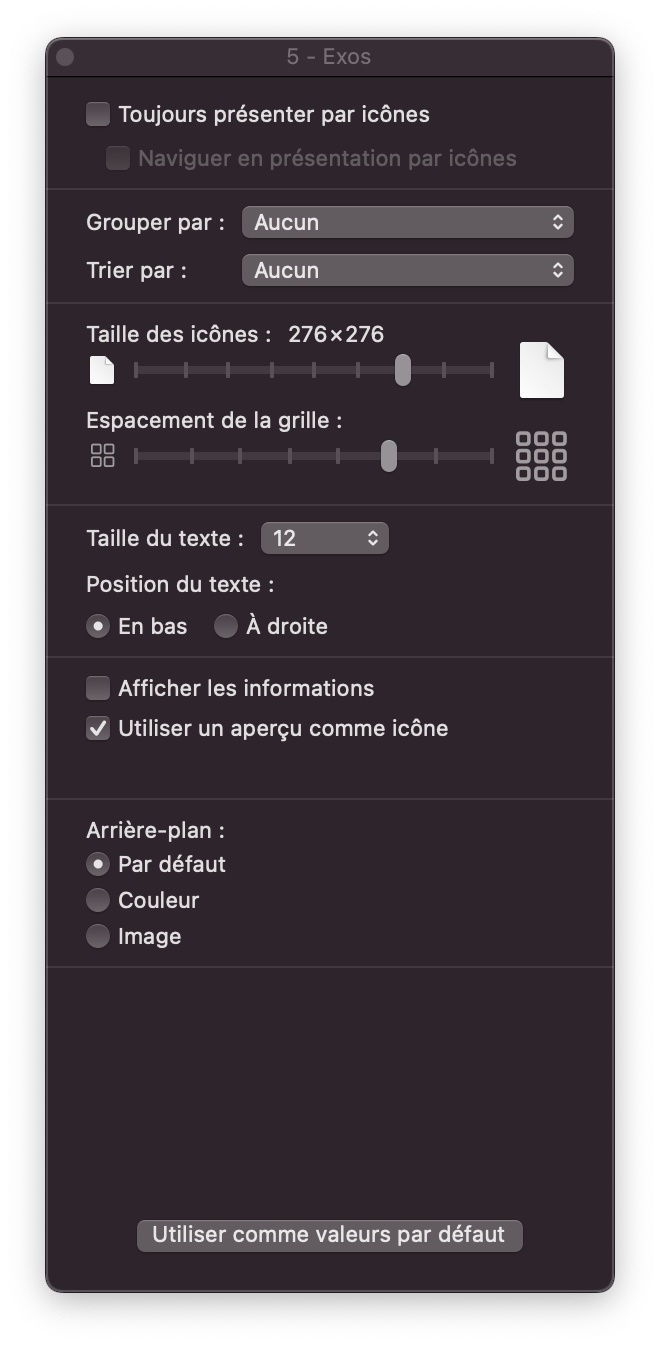 5 - Exos
Toujours présenter par icônes
Naviguer en présentation par icônes
Grouper par : Aucun
Trier par : Aucun
Taille des icônes : 276×276
Espacement de la grille :
Taille du texte : 12
Position du texte :
En bas À droite
Afficher les informations
Utiliser un aperçu comme icône
Arrière-plan :
Par défaut
Couleur
Image
Utiliser comme valeurs par défaut